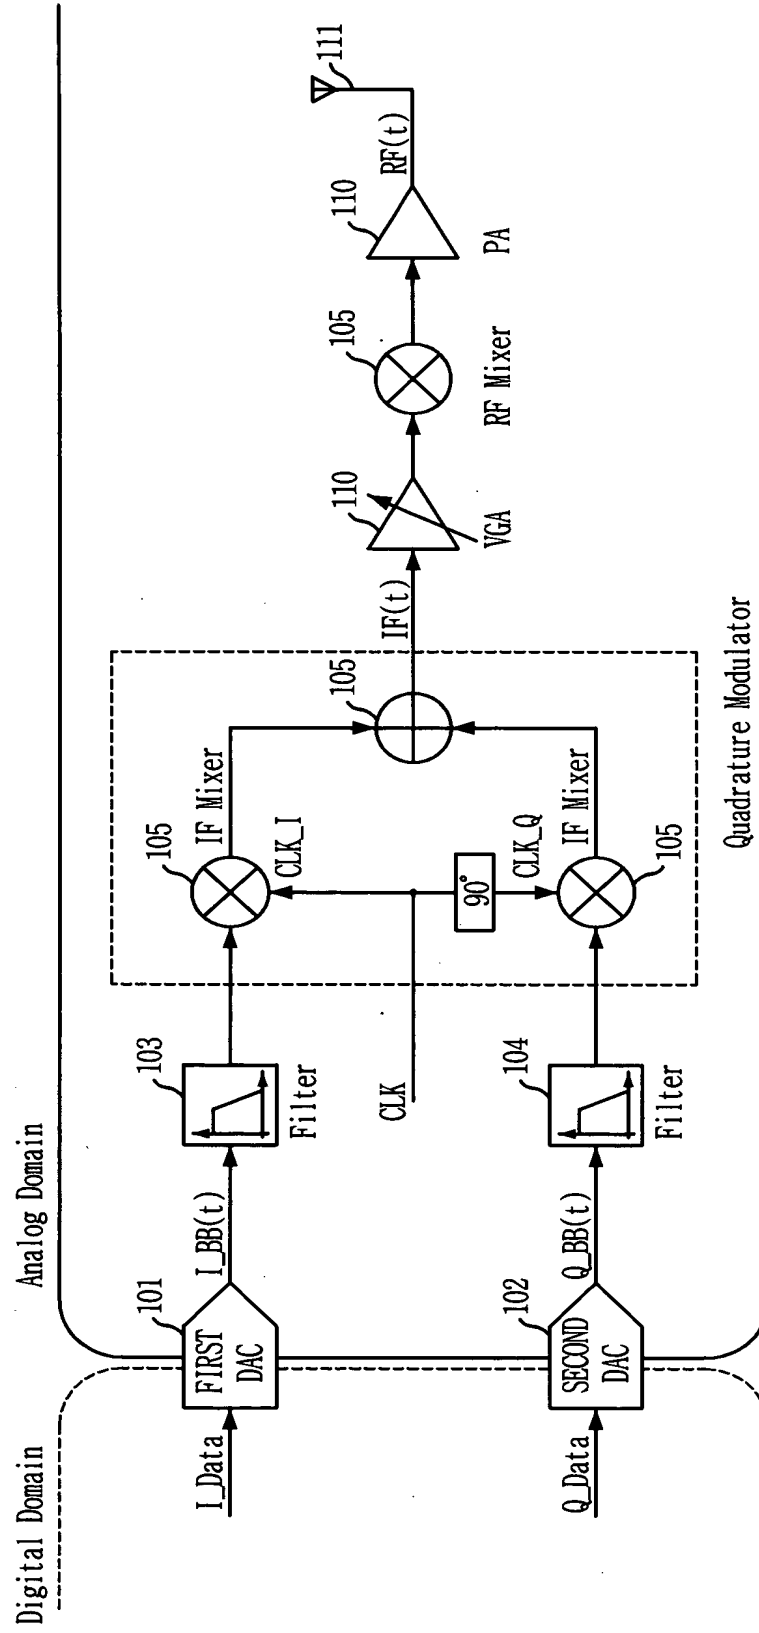 Digital Domain
Analog Domain
I_Data
FIRST
DAC
101
I_BB(t)
103
Filter
105
IF Mixer
CLK_I
CLK
90°
CLK_Q
105
IF(t)
110
VGA
105
RF Mixer
110
PA
RF(t)
111
Q_Data
SECOND
DAC
102
Q_BB(t)
104
Filter
105
IF Mixer
Quadrature Modulator